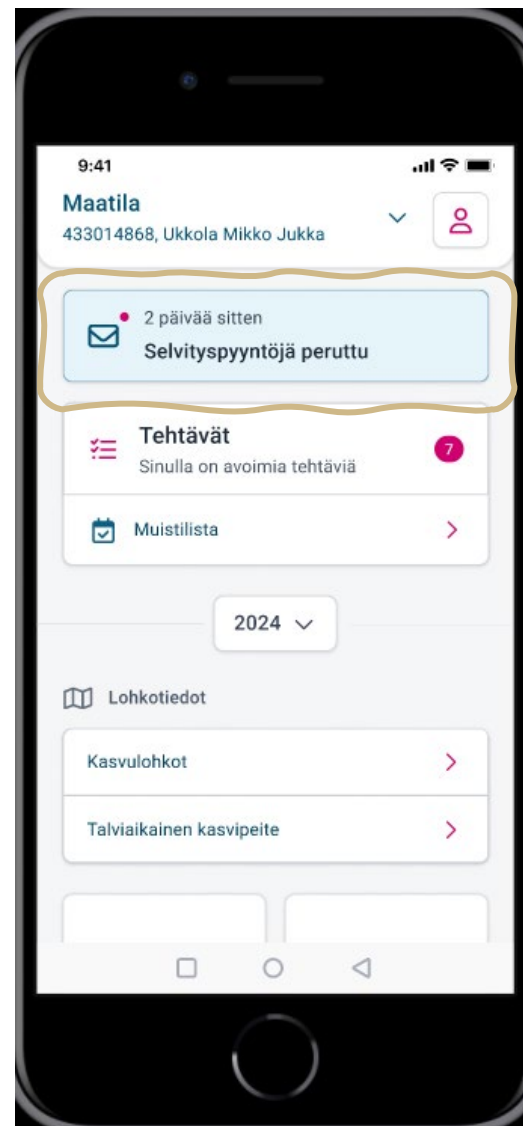 9:41
Maatila
433014868, Ukkola Mikko Jukka
2 päivää sitten
Selvityspyyntöjä peruttu
Tehtävät
7
Sinulla on avoimia tehtäviä
Muistilista
2024
Lohkotiedot
Kasvulohkot
Talviaikainen kasvipeite